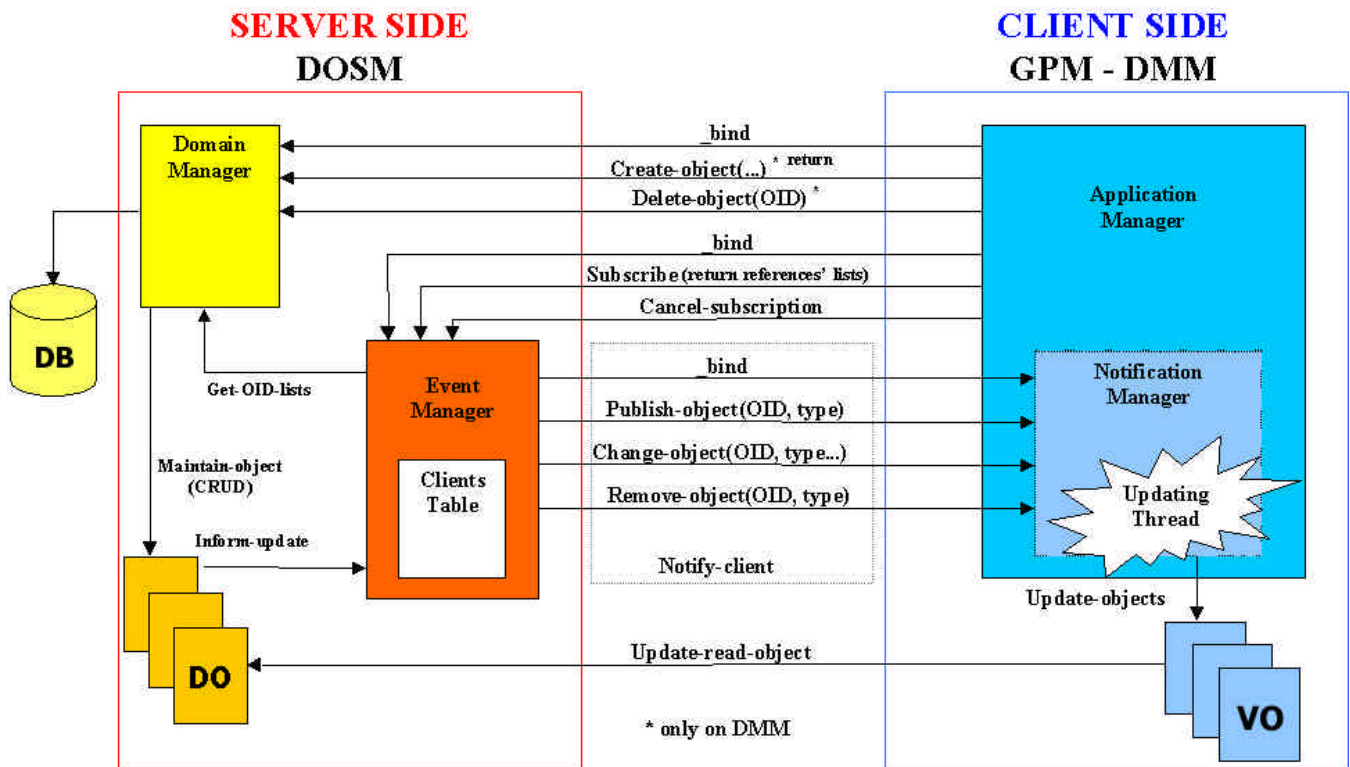 SERVER SIDE
DOSM
CLIENT SIDE
GPM - DMM
Domain
Manager
_bind
Create-object(...) * return
Delete-object(OID) *
Application
Manager
_bind
Subscribe (return references' lists)
Cancel-subscription
DB
Get-OID-lists
Event
Manager
_bind
Notification
Manager
Publish-object(OID, type)
Change-object(OID, type...)
Remove-object(OID, type)
Clients
Table
Updating
Thread
Maintain-object
(CRUD)
Inform-update
Notify-client
Update-objects
Update-read-object
DO
VO
* only on DMM